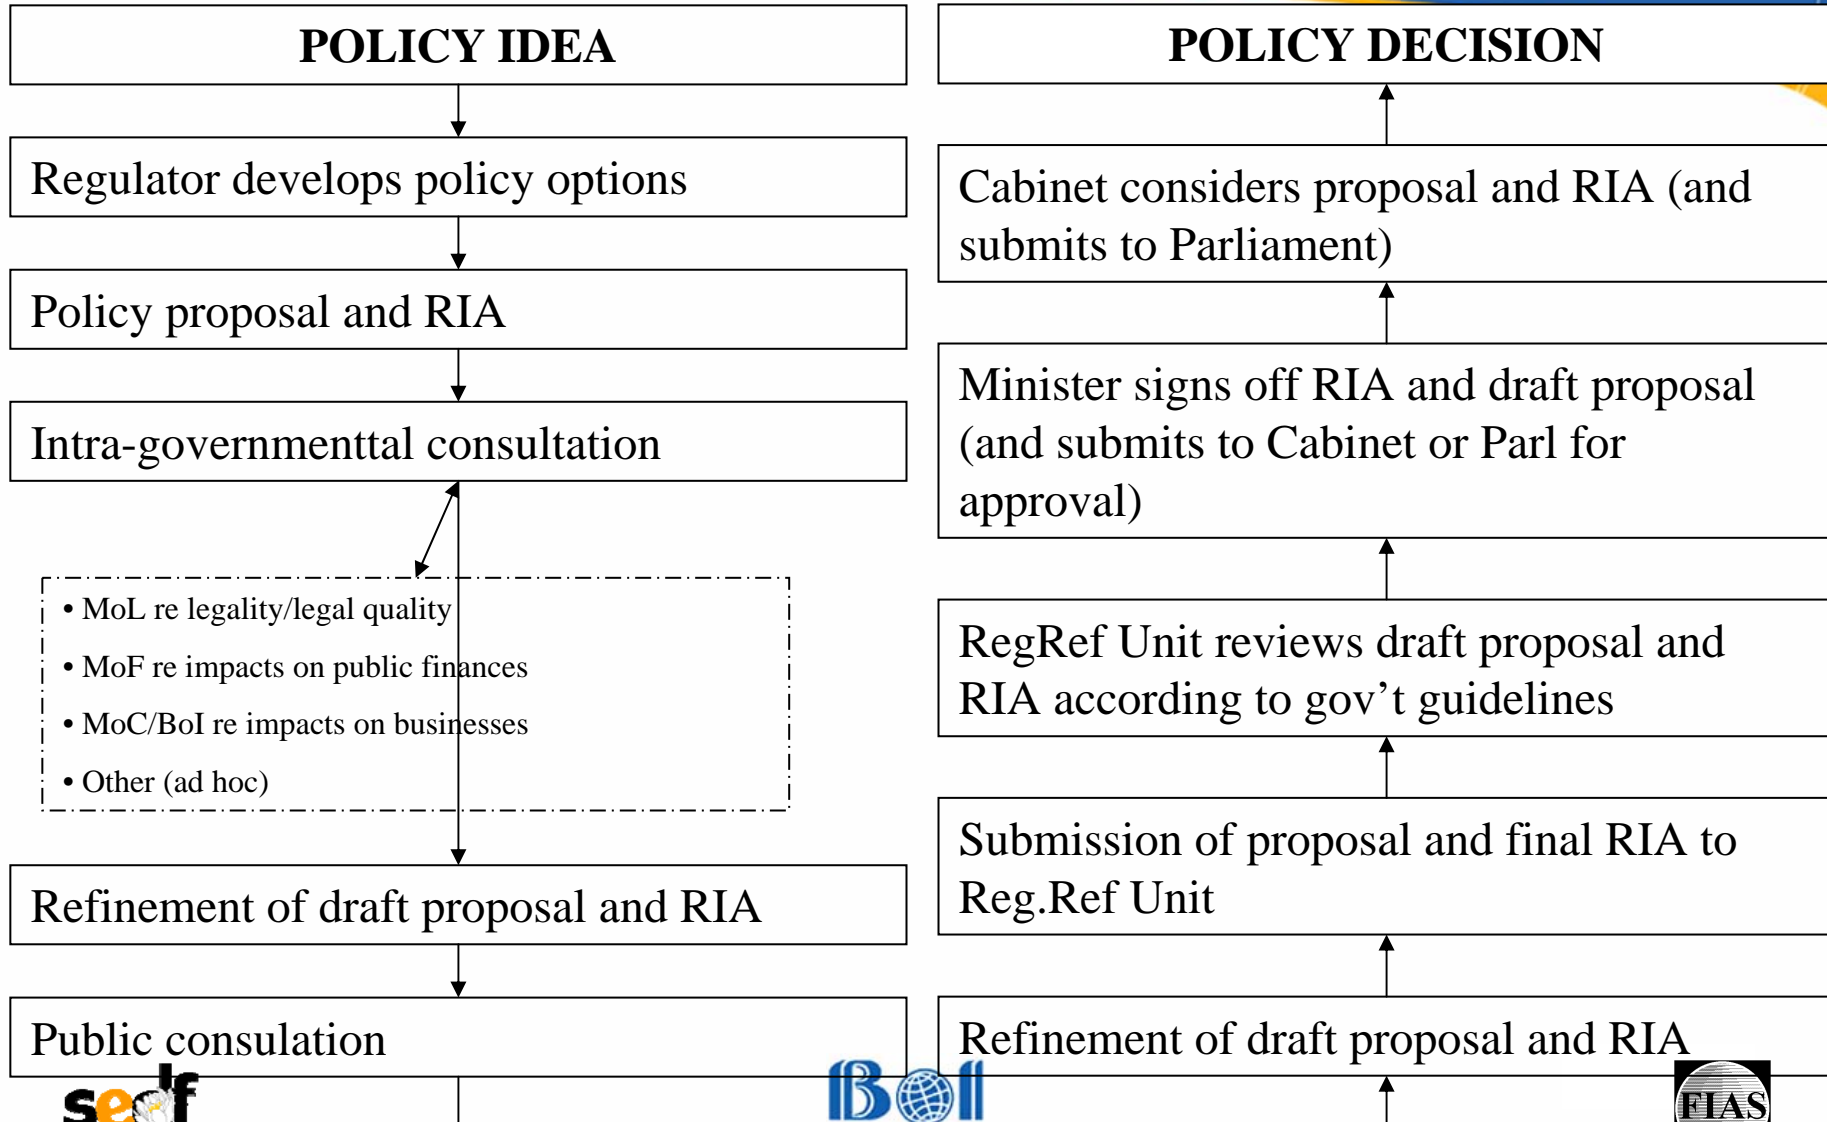 POLICY IDEA
Regulator develops policy options
Policy proposal and RIA
Intra-governmenttal consultation
• MoL re legality/legal quality
• MoF re impacts on public finances
• MoC/BoI re impacts on businesses
• Other (ad hoc)
Refinement of draft proposal and RIA
Public consulation
POLICY DECISION
Cabinet considers proposal and RIA (and
submits to Parliament)
Minister signs off RIA and draft proposal
(and submits to Cabinet or Parl for
approval)
RegRef Unit reviews draft proposal and
RIA according to gov’t guidelines
Submission of proposal and final RIA to
Reg.Ref Unit
Refinement of draft proposal and RIA
sedf
BoI
FIAS